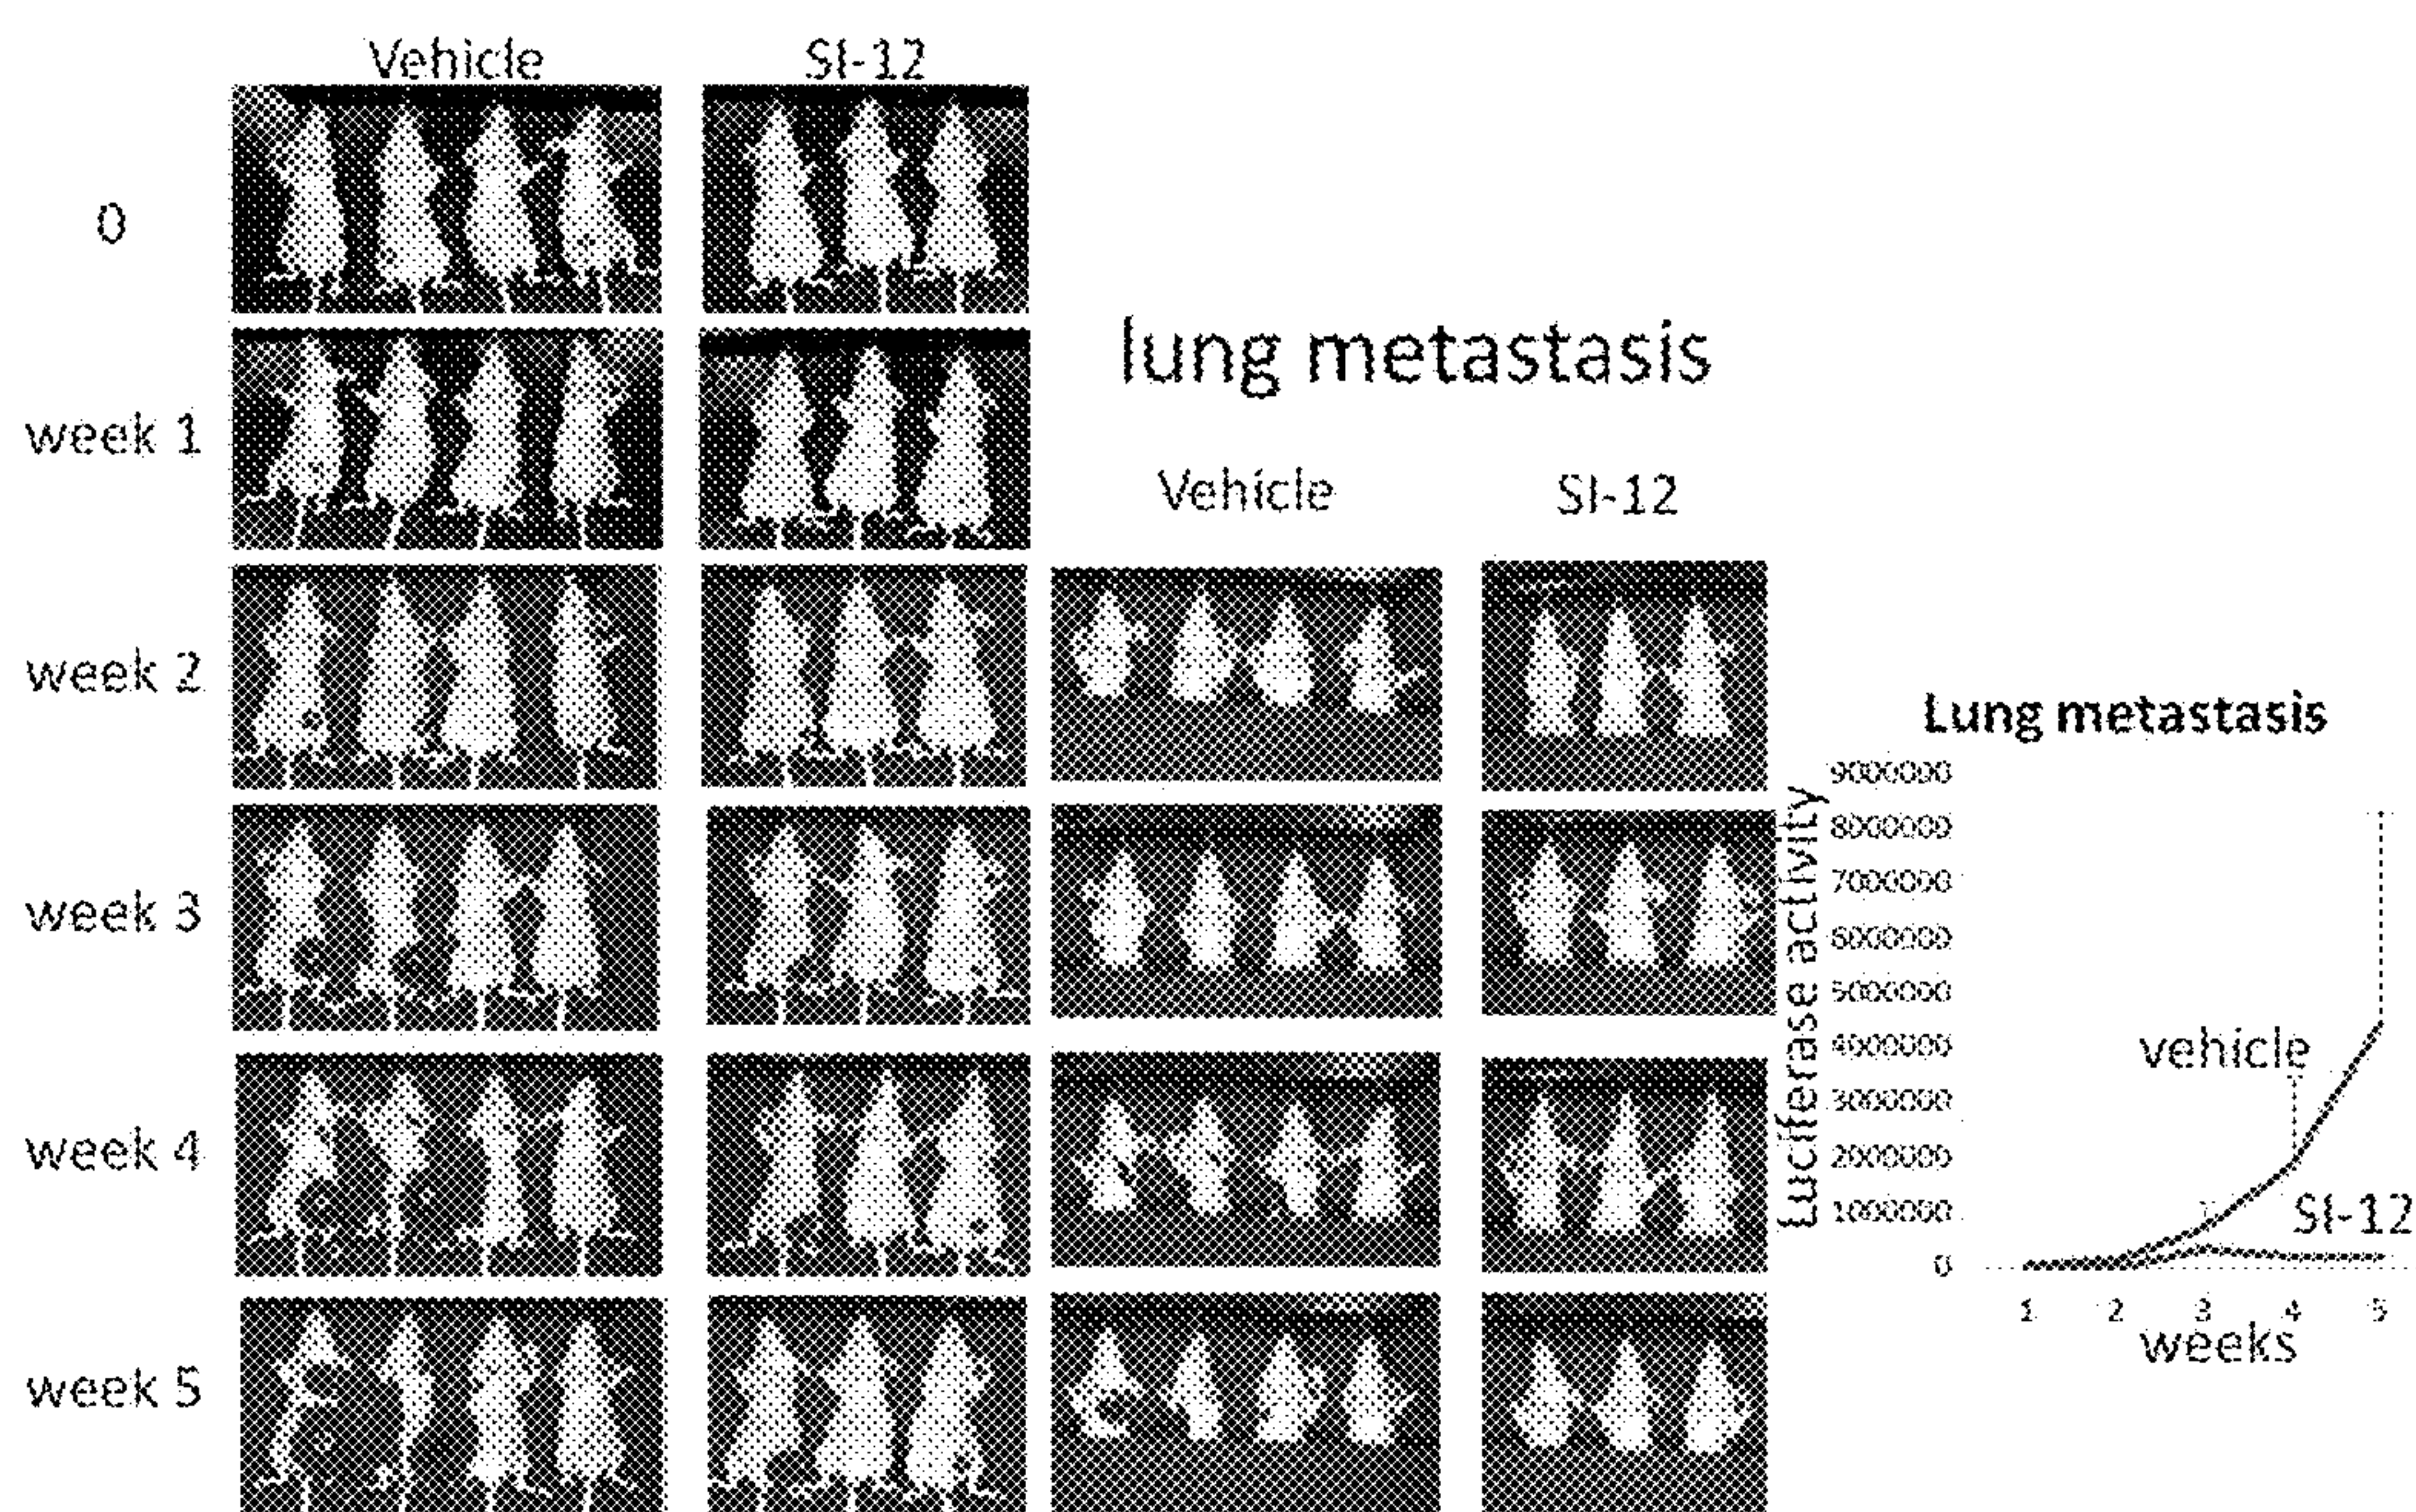 Vehicle SI-12
0
week 1
week 2
week 3
week 4
week 5
lung metastasis
Vehicle SI-12
Lung metastasis
Luciferase activity
9000000
8000000
7000000
6000000
5000000
4000000
3000000
2000000
1000000
0
vehicle
SI-12
1 2 3 4 5
weeks